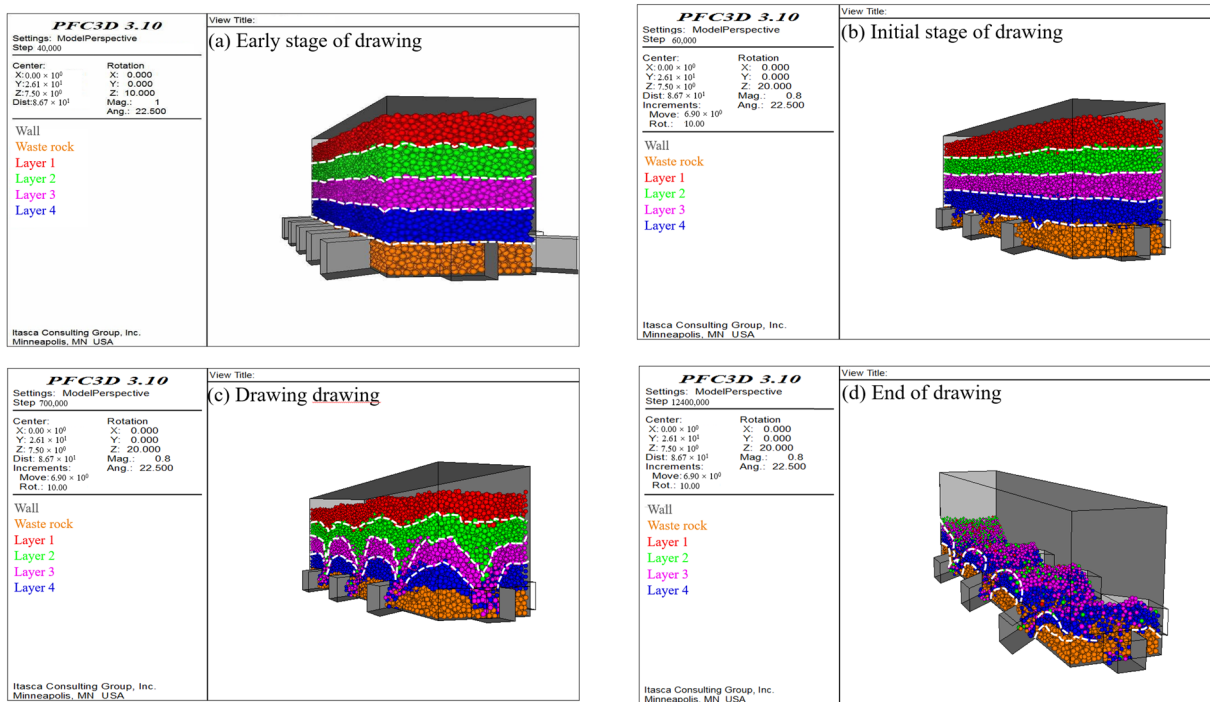 PFC3D 3.10
Settings: ModelPerspective
Step 40,000
Center:
X: 0.00 × 10⁰
Y: 2.61 × 10¹
Z: 7.50 × 10⁰
Dist: 8.67 × 10¹
Rotation
X: 0.000
Y: 0.000
Z: 10.000
Mag.: 1
Ang.: 22.500
Wall
Waste rock
Layer 1
Layer 2
Layer 3
Layer 4
Itasca Consulting Group, Inc.
Minneapolis, MN USA
View Title:
(a) Early stage of drawing
PFC3D 3.10
Settings: ModelPerspective
Step 60,000
Center:
X: 0.00 × 10⁰
Y: 2.61 × 10¹
Z: 7.50 × 10⁰
Dist: 8.67 × 10¹
Increments:
Move: 6.90 × 10⁰
Rot.: 10.00
Rotation
X: 0.000
Y: 0.000
Z: 20.000
Mag.: 0.8
Ang.: 22.500
Wall
Waste rock
Layer 1
Layer 2
Layer 3
Layer 4
Itasca Consulting Group, Inc.
Minneapolis, MN USA
View Title:
(b) Initial stage of drawing
PFC3D 3.10
Settings: ModelPerspective
Step 700,000
Center:
X: 0.00 × 10⁰
Y: 2.61 × 10¹
Z: 7.50 × 10⁰
Dist: 8.67 × 10¹
Increments:
Move: 6.90 × 10⁰
Rot.: 10.00
Rotation
X: 0.000
Y: 0.000
Z: 20.000
Mag.: 0.8
Ang.: 22.500
Wall
Waste rock
Layer 1
Layer 2
Layer 3
Layer 4
Itasca Consulting Group, Inc.
Minneapolis, MN USA
View Title:
(c) Drawing drawing
PFC3D 3.10
Settings: ModelPerspective
Step 12400,000
Center:
X: 0.00 × 10⁰
Y: 2.61 × 10¹
Z: 7.50 × 10⁰
Dist: 8.67 × 10¹
Increments:
Move: 6.90 × 10⁰
Rot.: 10.00
Rotation
X: 0.000
Y: 0.000
Z: 20.000
Mag.: 0.8
Ang.: 22.500
Wall
Waste rock
Layer 1
Layer 2
Layer 3
Layer 4
Itasca Consulting Group, Inc.
Minneapolis, MN USA
View Title:
(d) End of drawing